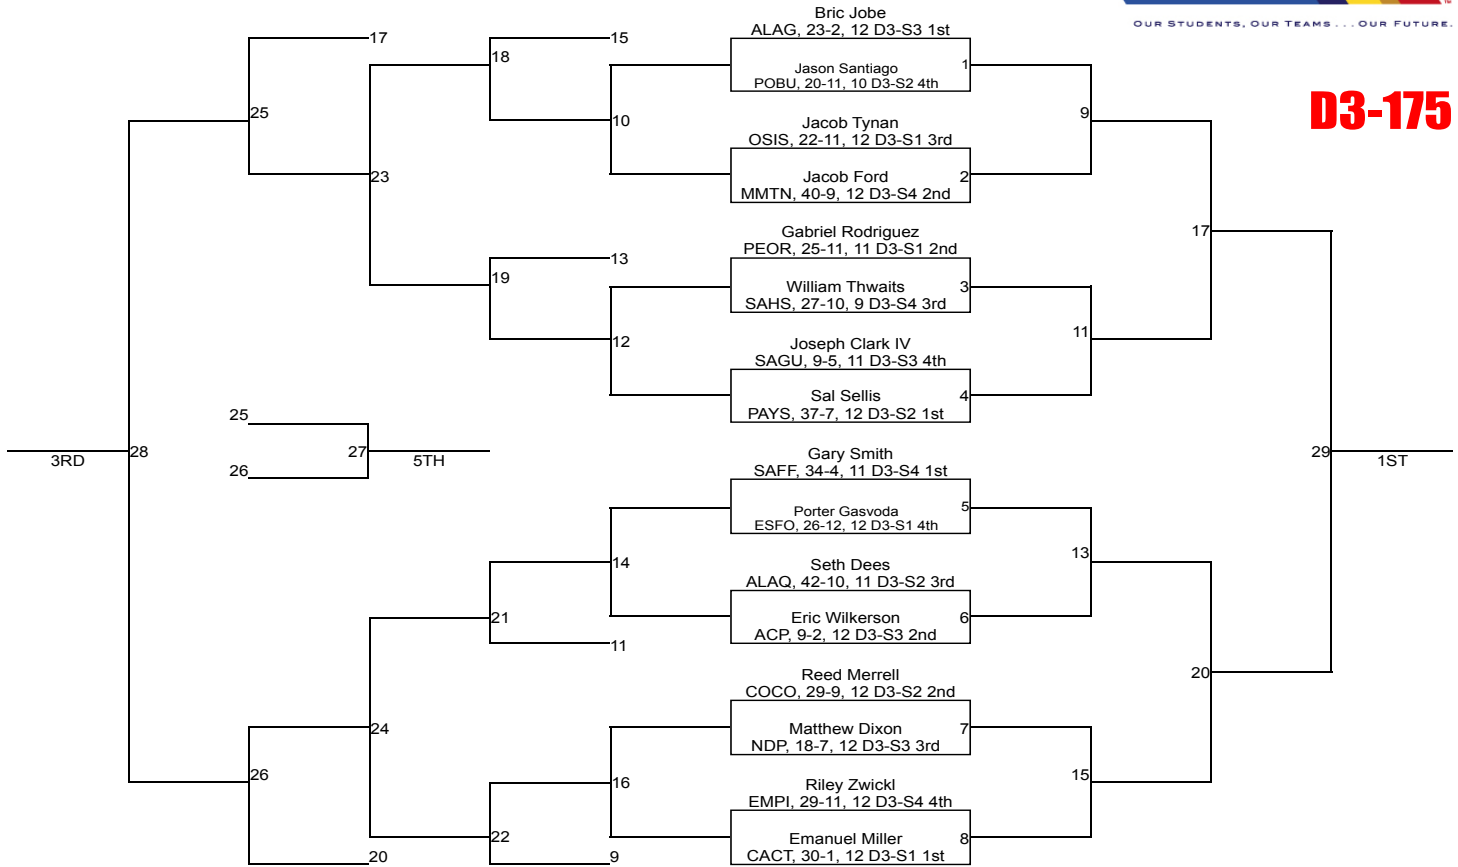 OUR STUDENTS, OUR TEAMS . . . OUR FUTURE.
™
D3-175
Bric Jobe
ALAG, 23-2, 12 D3-S3 1st
Jason Santiago
1
POBU, 20-11, 10 D3-S2 4th
Jacob Tynan
OSIS, 22-11, 12 D3-S1 3rd
Jacob Ford
2
MMTN, 40-9, 12 D3-S4 2nd
Gabriel Rodriguez
PEOR, 25-11, 11 D3-S1 2nd
William Thwaits
3
SAHS, 27-10, 9 D3-S4 3rd
Joseph Clark IV
SAGU, 9-5, 11 D3-S3 4th
Sal Sellis
4
PAYS, 37-7, 12 D3-S2 1st
Gary Smith
SAFF, 34-4, 11 D3-S4 1st
Porter Gasvoda
5
ESFO, 26-12, 12 D3-S1 4th
Seth Dees
ALAQ, 42-10, 11 D3-S2 3rd
Eric Wilkerson
6
ACP, 9-2, 12 D3-S3 2nd
Reed Merrell
COCO, 29-9, 12 D3-S2 2nd
Matthew Dixon
7
NDP, 18-7, 12 D3-S3 3rd
Riley Zwickl
EMPI, 29-11, 12 D3-S4 4th
Emanuel Miller
8
CACT, 30-1, 12 D3-S1 1st
9
11
13
15
17
20
29
1ST
15
10
13
12
14
11
16
9
18
19
21
22
17
23
24
20
25
26
25
26
27
5TH
28
3RD